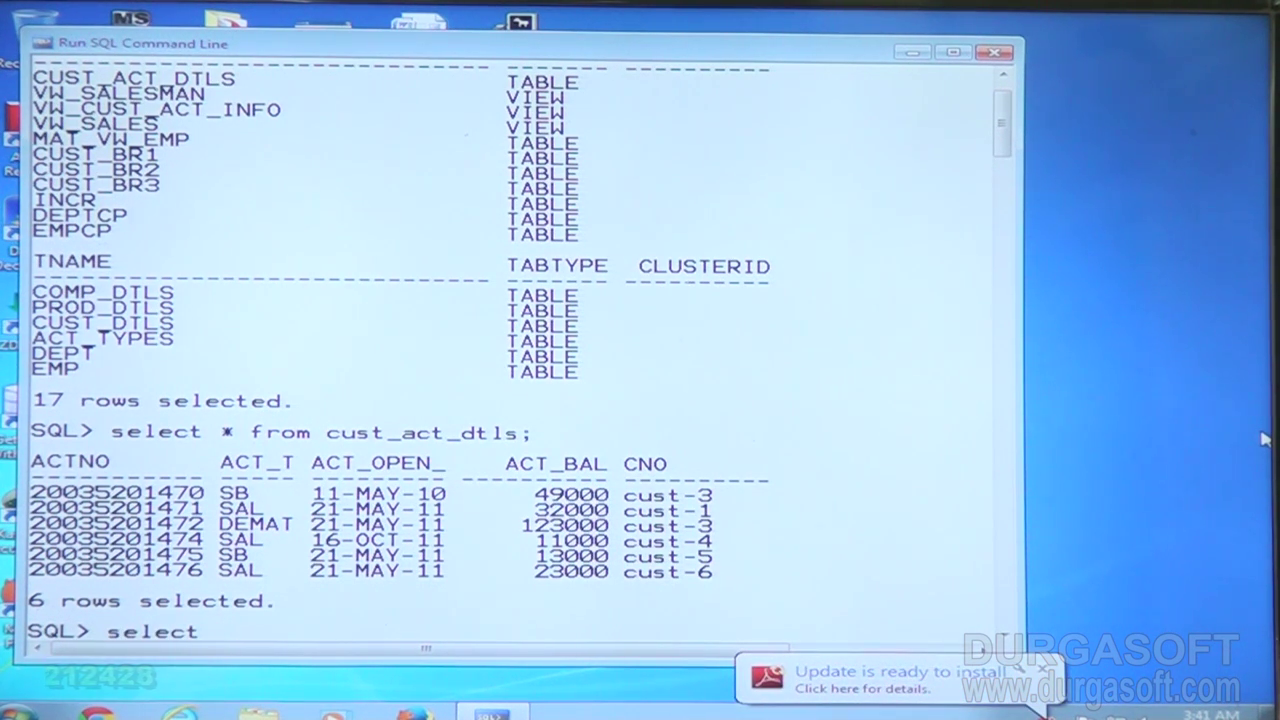 MS
Run SQL Command Line
CUST_ACT_DTLS TABLE
VW_SALESMAN VIEW
VW_CUST_ACT_INFO VIEW
VW_SALES VIEW
MAT_VW_EMP TABLE
CUST_BR1 TABLE
CUST_BR2 TABLE
CUST_BR3 TABLE
INCR TABLE
DEPTCP TABLE
EMPCP TABLE
TNAME TABTYPE CLUSTERID
COMP_DTLS TABLE
PROD_DTLS TABLE
CUST_DTLS TABLE
ACT_TYPES TABLE
DEPT TABLE
EMP TABLE
17 rows selected.
SQL> select * from cust_act_dtls;
ACTNO ACT_T ACT_OPEN_ ACT_BAL CNO
20035201470 SB 11-MAY-10 49000 cust-3
20035201471 SAL 21-MAY-11 32000 cust-1
20035201472 DEMAT 21-MAY-11 123000 cust-3
20035201474 SAL 16-OCT-11 11000 cust-4
20035201475 SB 21-MAY-11 13000 cust-5
20035201476 SAL 21-MAY-11 23000 cust-6
6 rows selected.
SQL> select
DURGASOFT
212428
Update is ready to install
Click here for details.
www.durgasoft.com
3:41 AM